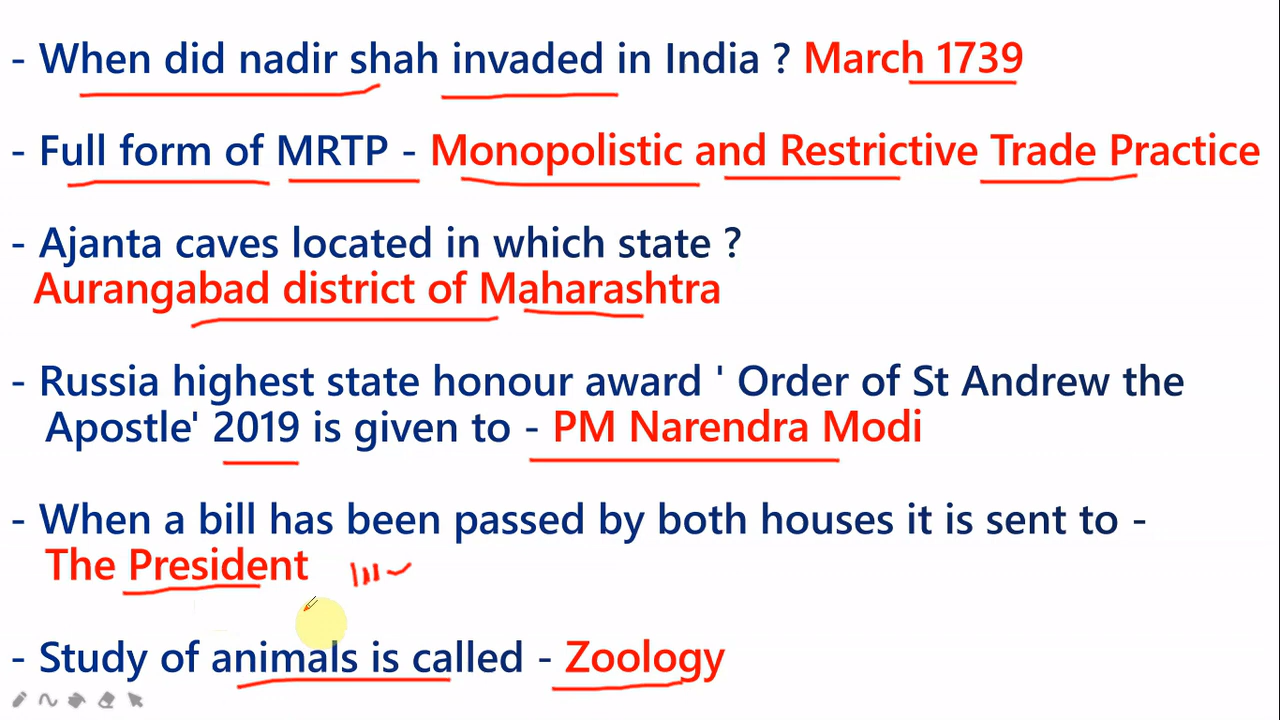 - When did nadir shah invaded in India ? March 1739
- Full form of MRTP - Monopolistic and Restrictive Trade Practice
- Ajanta caves located in which state ?
Aurangabad district of Maharashtra
- Russia highest state honour award ' Order of St Andrew the
Apostle' 2019 is given to - PM Narendra Modi
- When a bill has been passed by both houses it is sent to -
The President
- Study of animals is called - Zoology